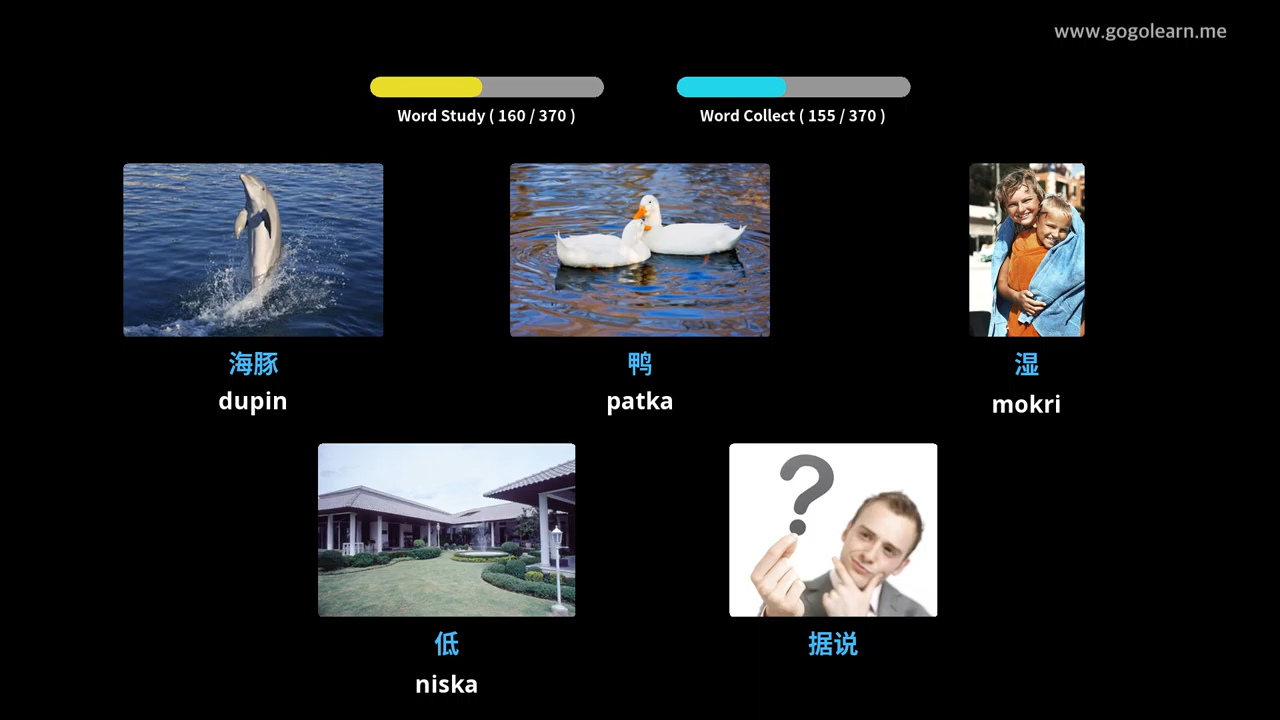 www.gogolearn.me
Word Study ( 160 / 370 )
Word Collect ( 155 / 370 )
海豚
dupin
鸭
patka
湿
mokri
低
niska
据说